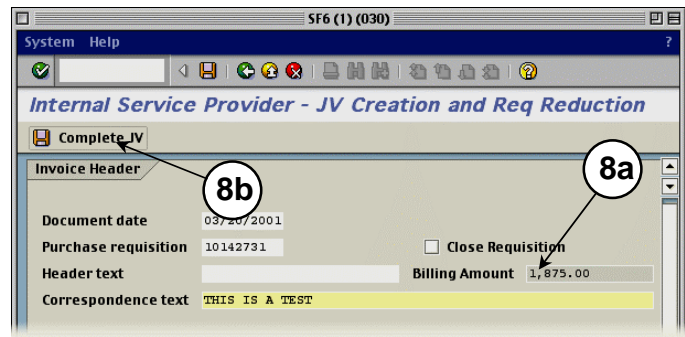 SF6 (1) (030)
System Help ?
Internal Service Provider - JV Creation and Req Reduction
Complete JV
Invoice Header
8b
8a
Document date 03/20/2001
Purchase requisition 10142731 Close Requisition
Header text Billing Amount 1,875.00
Correspondence text THIS IS A TEST